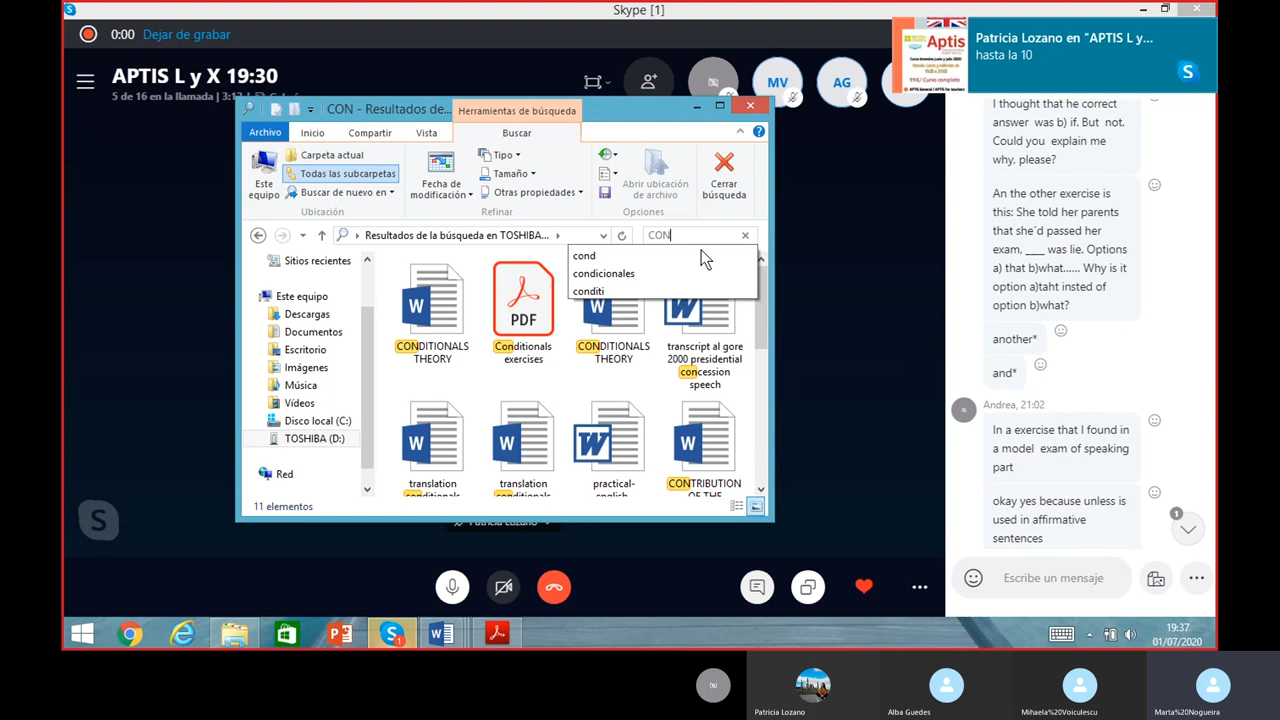 Skype [1]
0:00 Dejar de grabar
APTIS L y X 19:30
5 de 16 en la llamada
MV
AG
Aptis
Patricia Lozano en "APTIS L y...
hasta la 10
CON - Resultados de...
Herramientas de búsqueda
Archivo
Inicio
Compartir
Vista
Buscar
Este equipo
Carpeta actual
Todas las subcarpetas
Buscar de nuevo en
Ubicación
Fecha de modificación
Tipo
Tamaño
Otras propiedades
Refinar
Abrir ubicación de archivo
Opciones
Cerrar búsqueda
Resultados de la búsqueda en TOSHIBA...
CON
cond
condicionales
conditi
Sitios recientes
Este equipo
Descargas
Documentos
Escritorio
Imágenes
Música
Vídeos
Disco local (C:)
TOSHIBA (D:)
Red
CONDITIONALS
THEORY
PDF
Conditionals
exercises
CONDITIONALS
THEORY
transcript al gore
2000 presidential
concession
speech
translation
conditionals
translation
conditionals
practical-
english
CONTRIBUTION
OF THE
11 elementos
Patricia Lozano
I thought that he correct
answer was b) if. But not.
Could you explain me
why, please?
An the other exercise is
this: She told her parents
that she´d passed her
exam, ____ was lie. Options
a) that b)what...... Why is it
option a)taht insted of
option b)what?
another*
and*
Andrea, 21:02
In a exercise that I found in
a model exam of speaking
part
okay yes because unless is
used in affirmative
sentences
1
Escribe un mensaje
19:37
01/07/2020
Patricia Lozano
Alba Guedes
Mihaela%20Voiculescu
Marta%20Nogueira